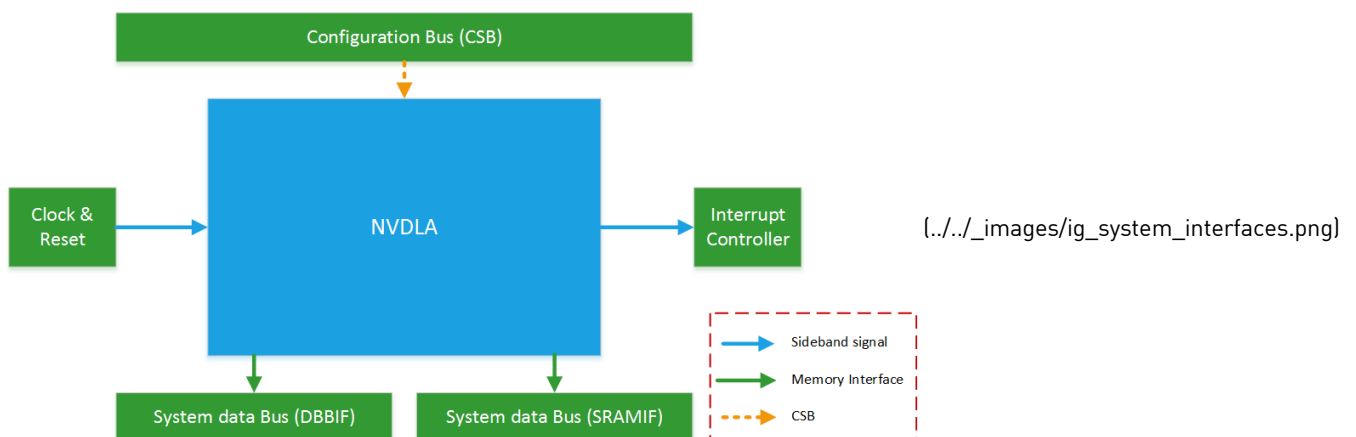 Configuration Bus (CSB)
Clock &
Reset
NVDLA
Interrupt
Controller
(../../_images/ig_system_interfaces.png)
Sideband signal
Memory Interface
CSB
System data Bus (DBBIF)
System data Bus (SRAMIF)